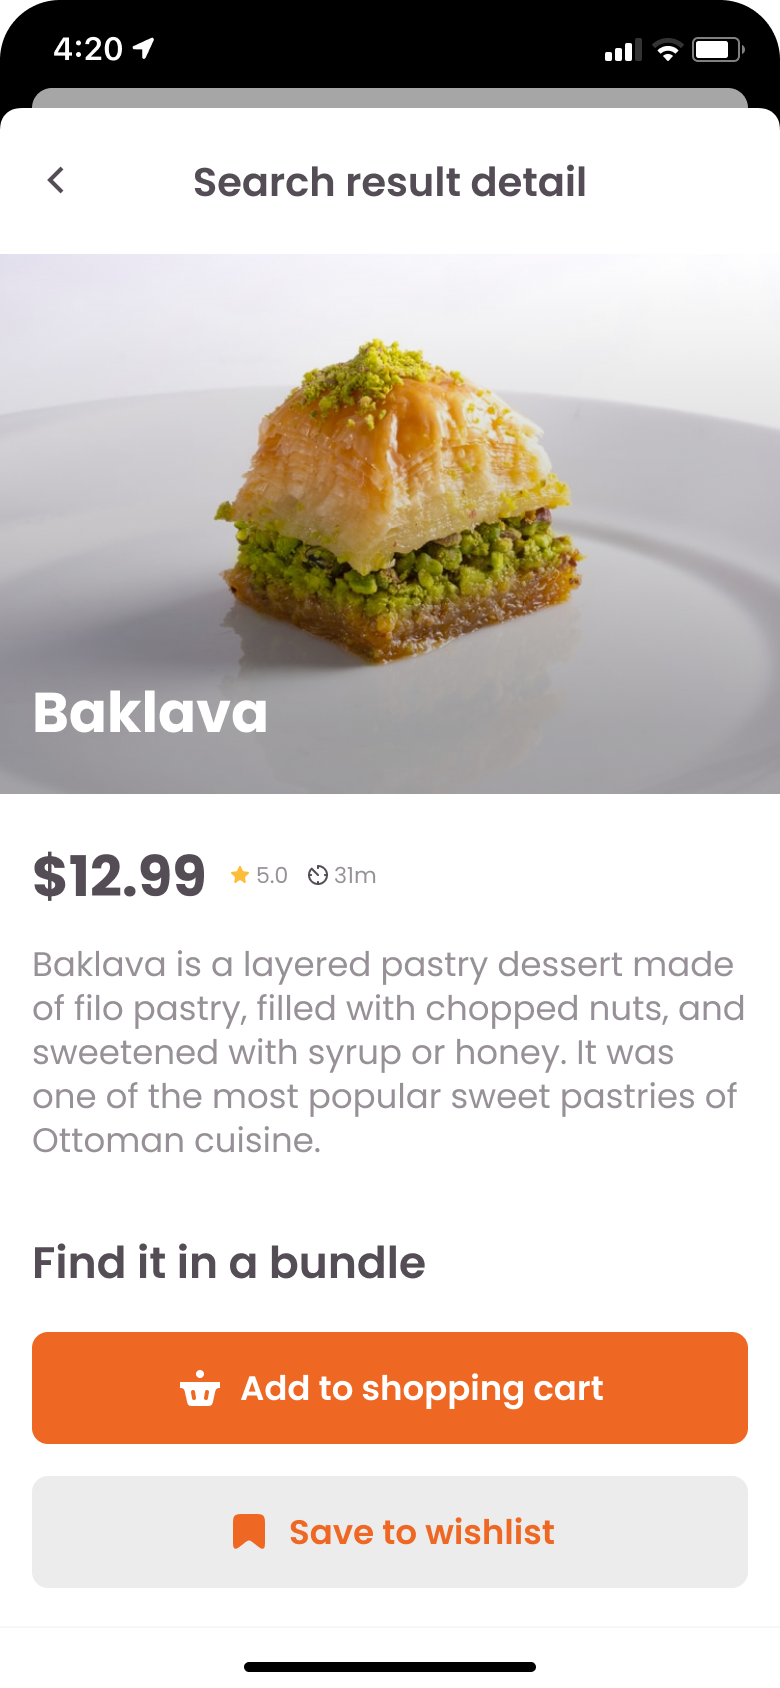 4:20
Search result detail
Baklava
$12.99 5.0 31m
Baklava is a layered pastry dessert made
of filo pastry, filled with chopped nuts, and
sweetened with syrup or honey. It was
one of the most popular sweet pastries of
Ottoman cuisine.
Find it in a bundle
Add to shopping cart
Save to wishlist